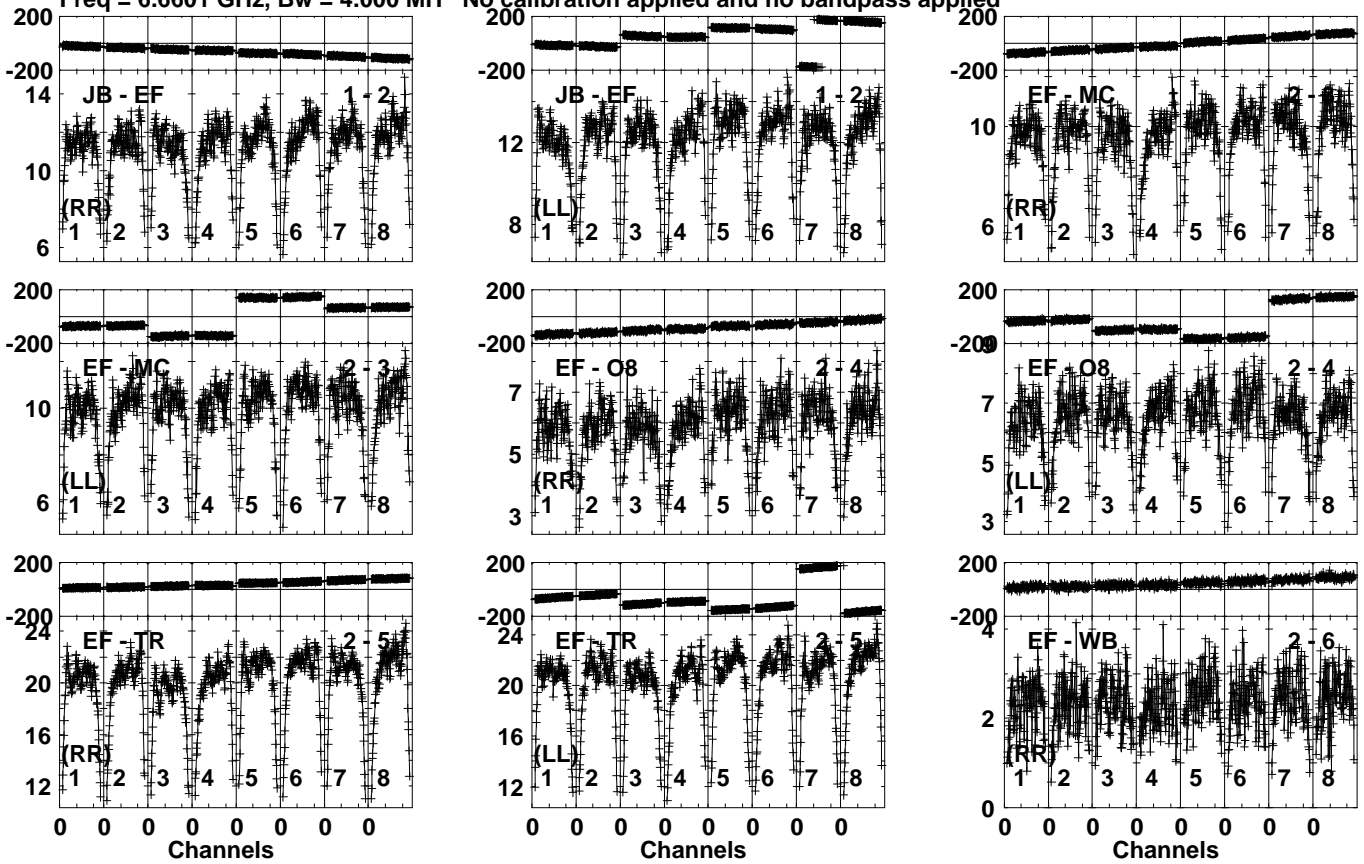 Freq = 6.6601 GHz, Bw = 4.000 MH No calibration applied and no bandpass applied
200 200 200
-200 -200 -200
14 JB - EF 1 - 2 12 JB - EF 1 - 2 10 EF - MC 2 -
10 8 6
6
(RR) (LL) (RR)
1 2 3 4 5 6 7 8 1 2 3 4 5 6 7 8 1 2 3 4 5 6 7 8
200 200 200
-200 -200 -200
10 EF - MC 2 - 3 7 EF - O8 2 - 4 9 EF - O8 2 - 4
6 5 7
3 5
3
(LL) (RR) (LL)
1 2 3 4 5 6 7 8 1 2 3 4 5 6 7 8 1 2 3 4 5 6 7 8
200 200 200
-200 -200 -200
24 EF - TR 2 - 5 24 EF - TR 2 - 5 4 EF - WB 2 - 6
20 20 2
16 16 0
12 12
(RR) (LL) (RR)
1 2 3 4 5 6 7 8 1 2 3 4 5 6 7 8 1 2 3 4 5 6 7 8
0 0 0 0 0 0 0 0 0 0 0 0 0 0 0 0 0 0 0 0 0 0 0 0
Channels Channels Channels